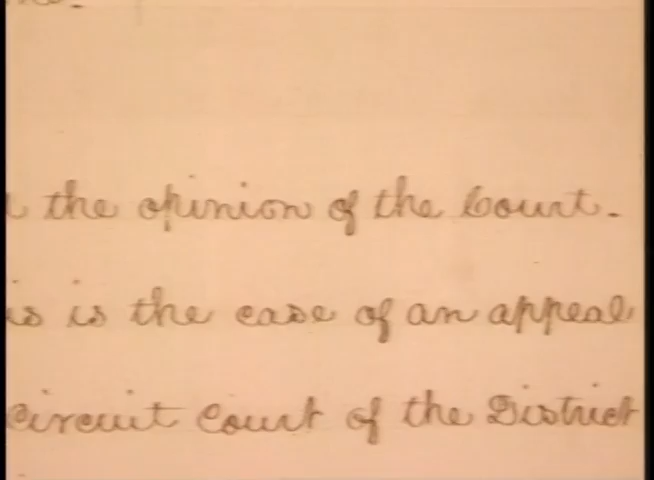 the opinion of the Court.
is is the case of an appeal
Circuit Court of the District